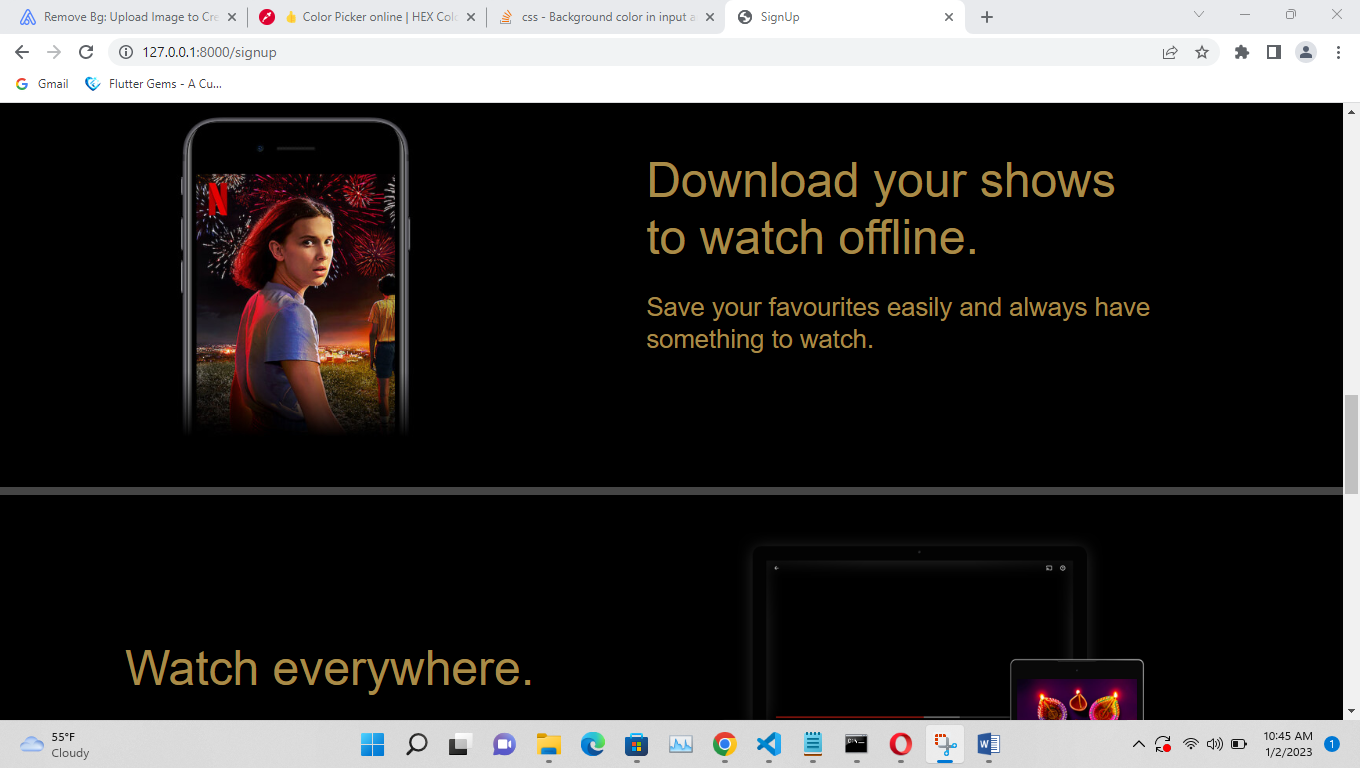 Remove Bg: Upload Image to Cre
👍 Color Picker online | HEX Colo
css - Background color in input a
SignUp
127.0.0.1:8000/signup
Gmail
Flutter Gems - A Cu...
N
Download your shows
to watch offline.
Save your favourites easily and always have
something to watch.
Watch everywhere.
55°F
Cloudy
10:45 AM
1/2/2023
1